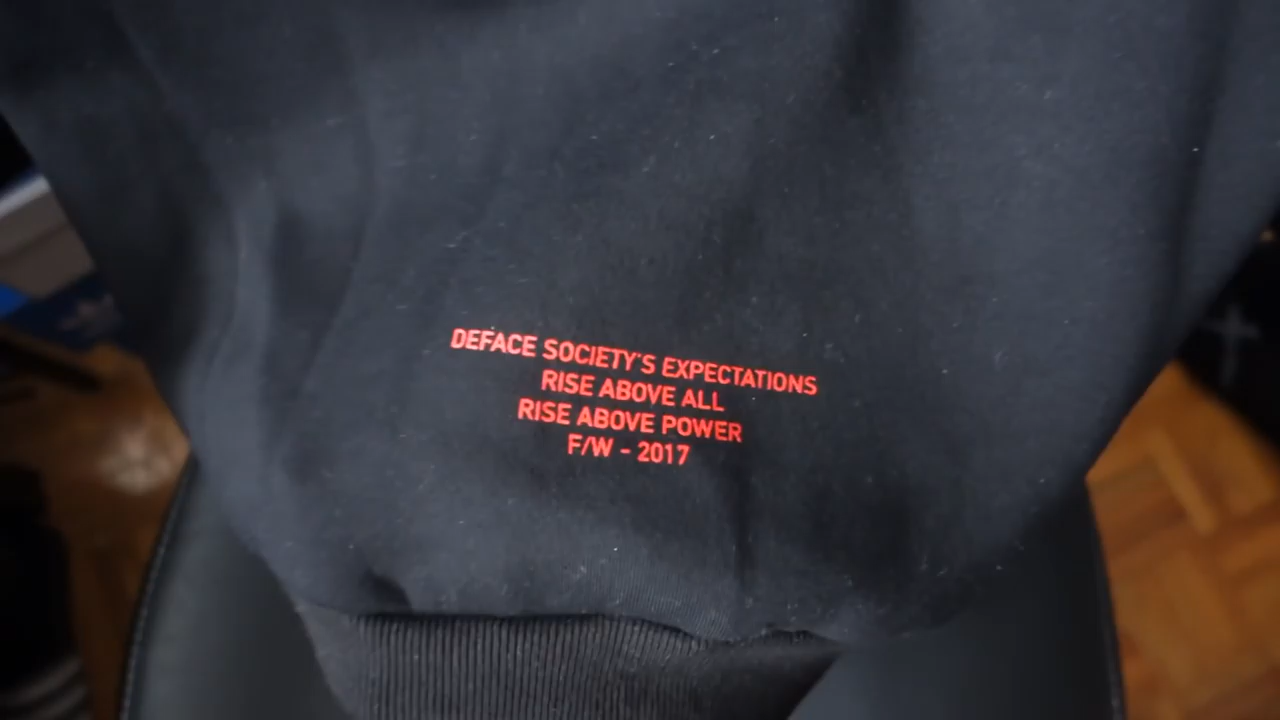 DEFACE SOCIETY'S EXPECTATIONS
RISE ABOVE ALL
RISE ABOVE POWER
F/W - 2017